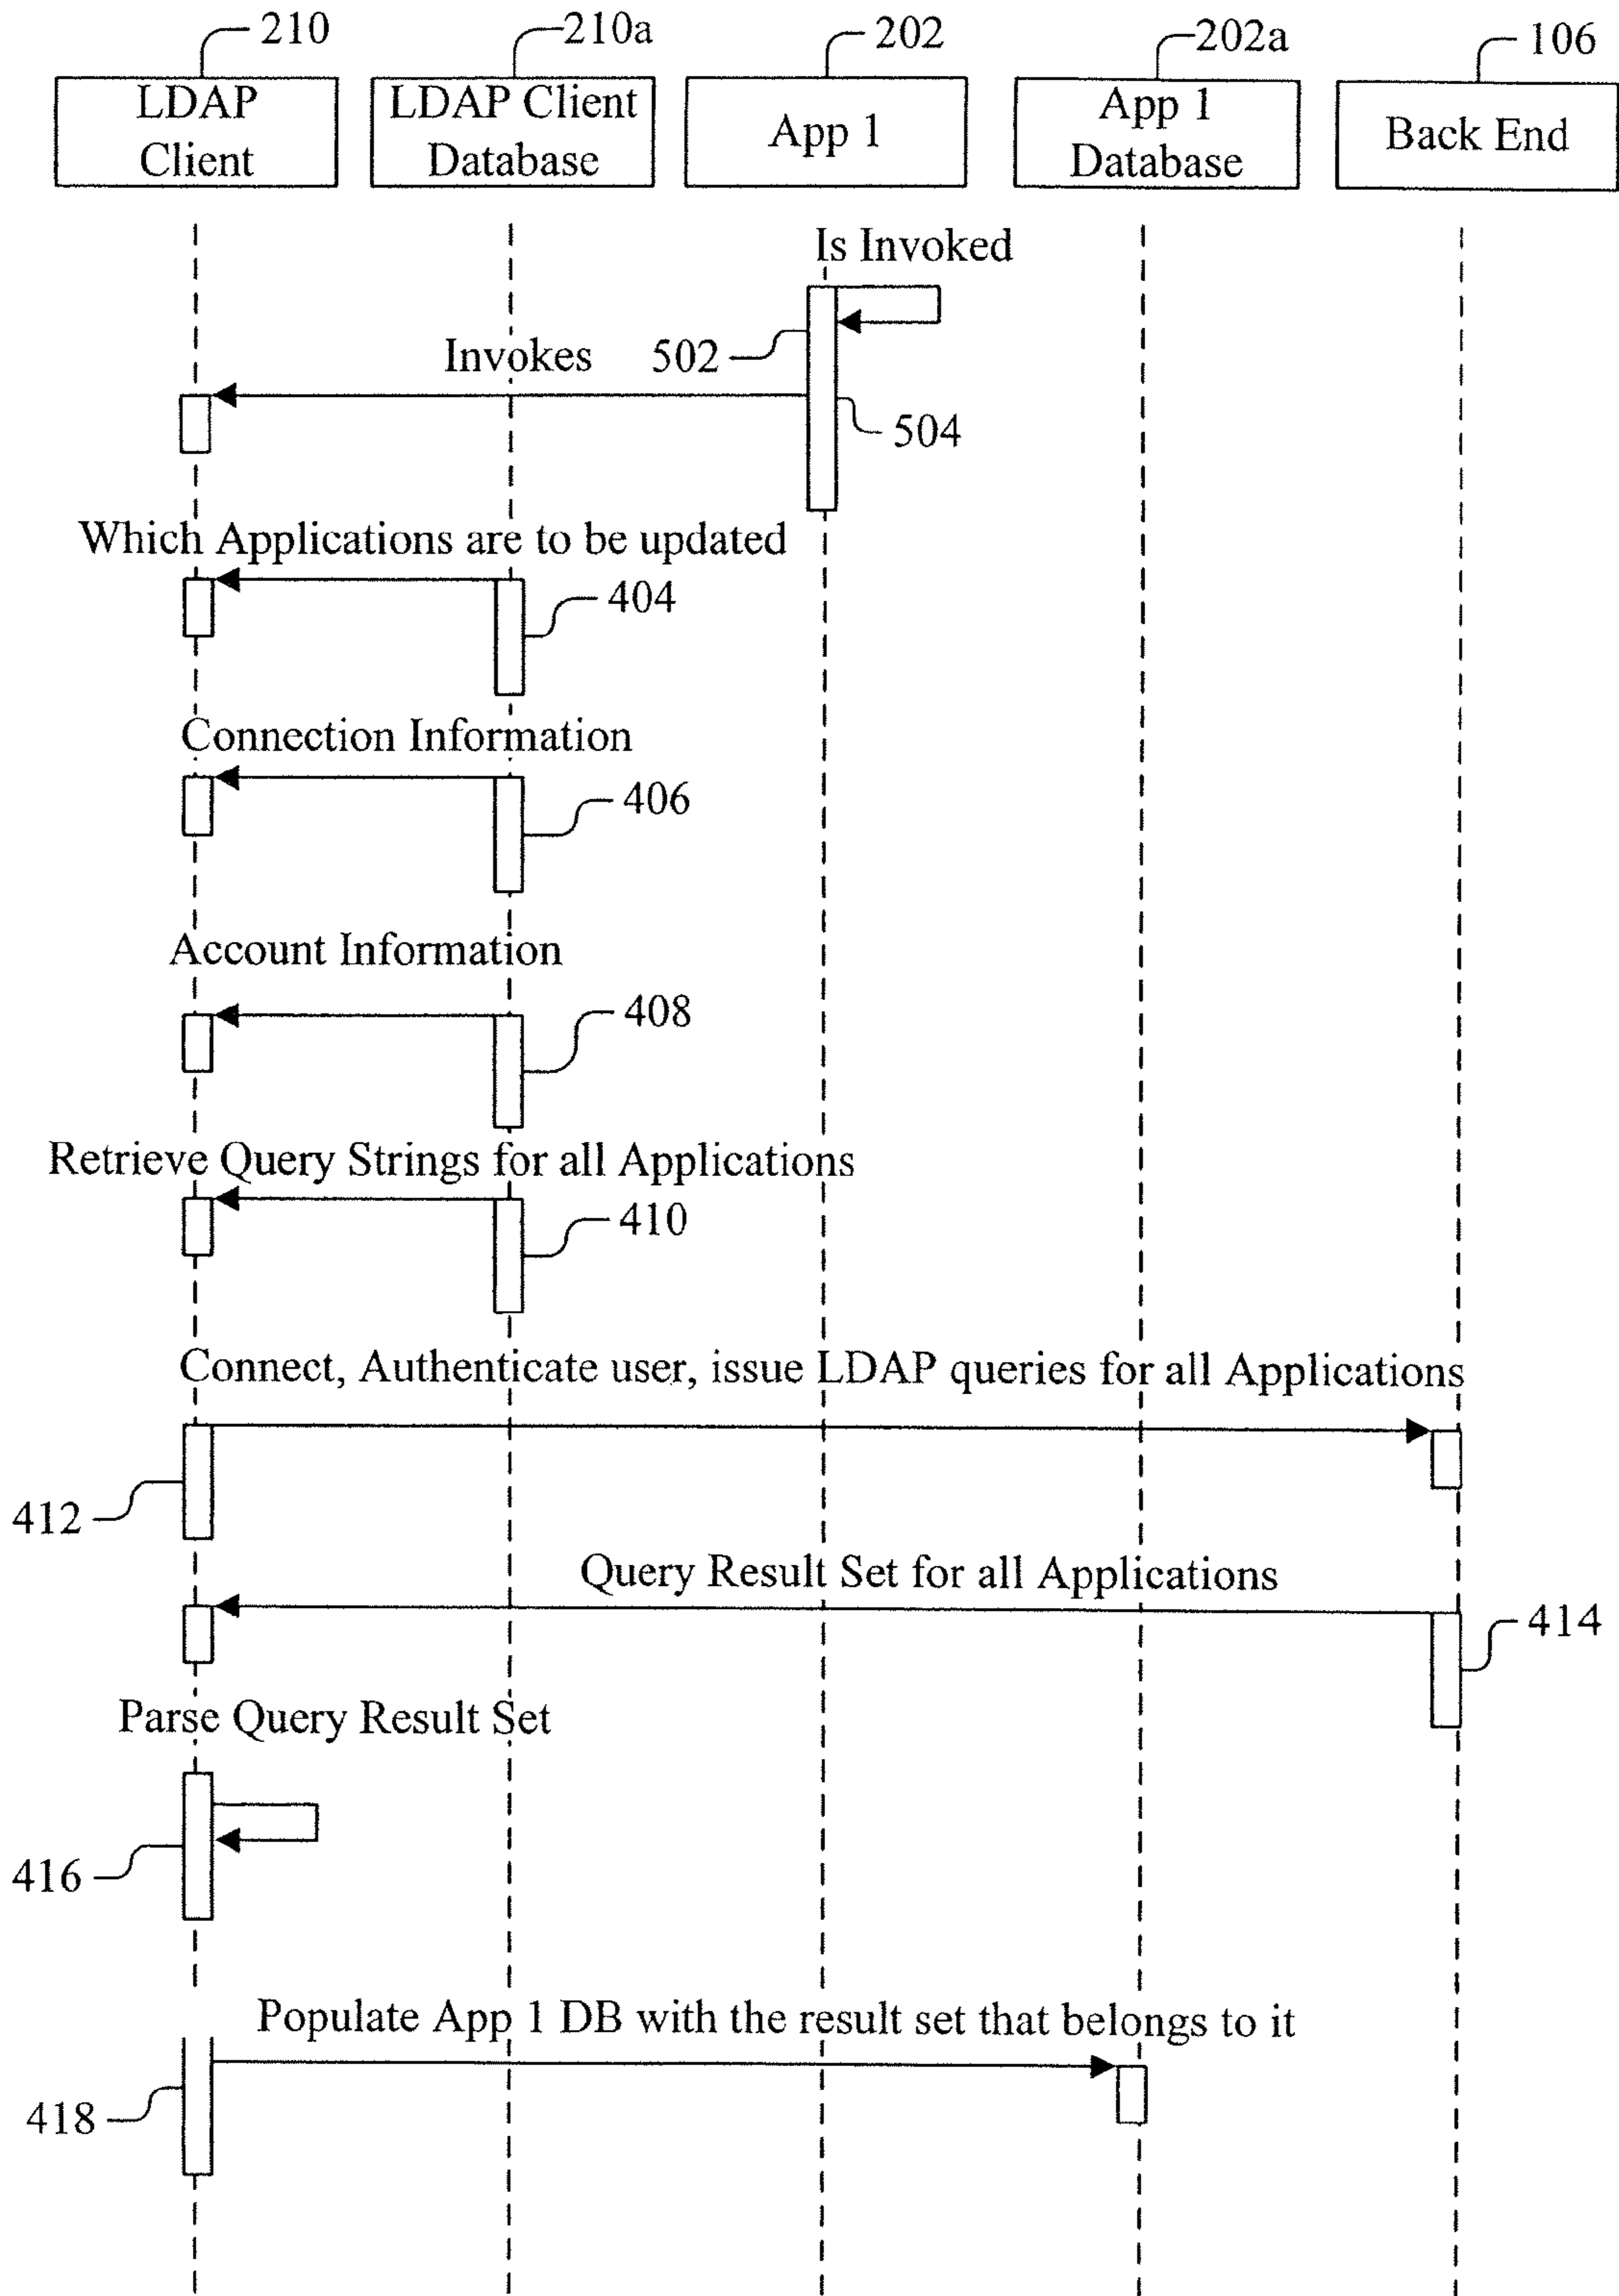 210
210a
202
202a
106
LDAP
Client
LDAP Client
Database
App 1
App 1
Database
Back End
Is Invoked
Invokes
502
504
Which Applications are to be updated
404
Connection Information
406
Account Information
408
Retrieve Query Strings for all Applications
410
Connect, Authenticate user, issue LDAP queries for all Applications
412
Query Result Set for all Applications
414
Parse Query Result Set
416
Populate App 1 DB with the result set that belongs to it
418